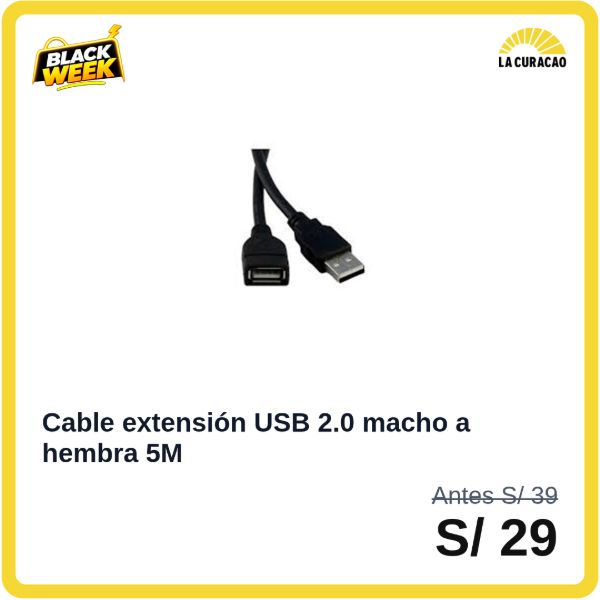 BLACK
WEEK
LA CURACAO
Cable extensión USB 2.0 macho a
hembra 5M
Antes S/ 39
S/ 29